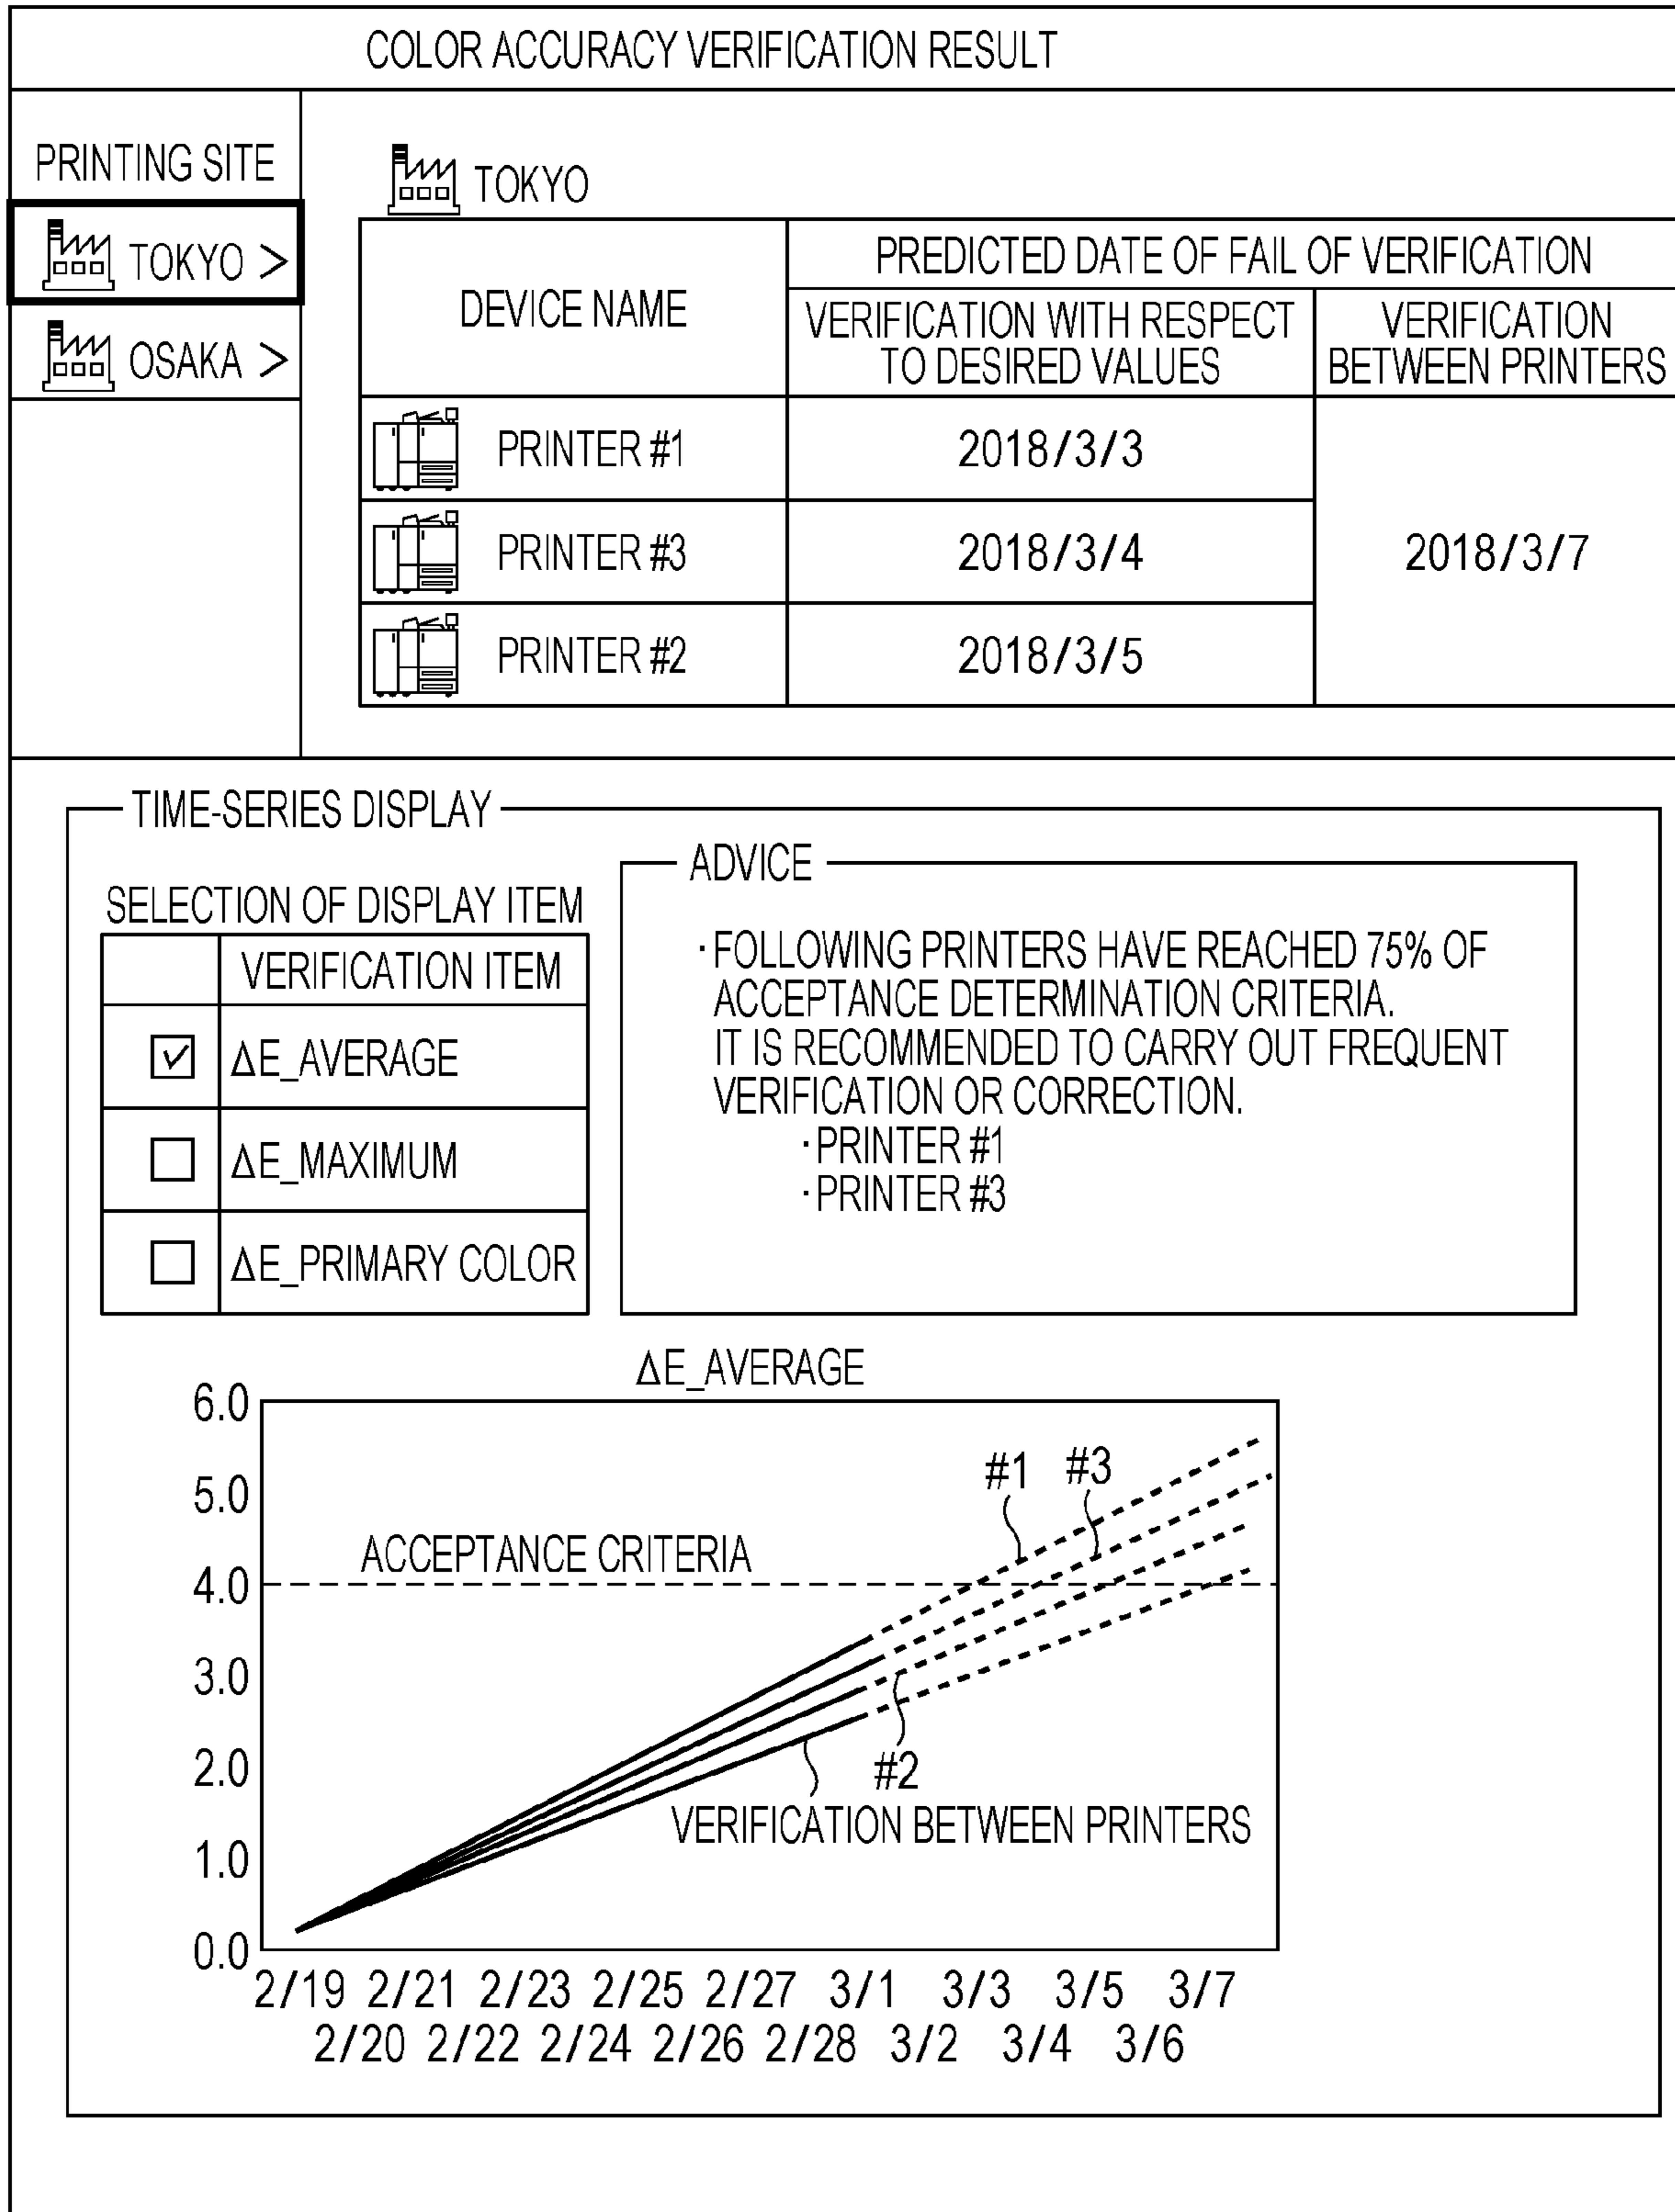 COLOR ACCURACY VERIFICATION RESULT
PRINTING SITE
TOKYO >
OSAKA >
TOKYO
DEVICE NAME
PREDICTED DATE OF FAIL OF VERIFICATION
VERIFICATION WITH RESPECT
TO DESIRED VALUES
VERIFICATION
BETWEEN PRINTERS
PRINTER #1
2018/3/3
PRINTER #3
2018/3/4
2018/3/7
PRINTER #2
2018/3/5
TIME-SERIES DISPLAY
SELECTION OF DISPLAY ITEM
VERIFICATION ITEM
ΔE_AVERAGE
ΔE_MAXIMUM
ΔE_PRIMARY COLOR
ADVICE
· FOLLOWING PRINTERS HAVE REACHED 75% OF
ACCEPTANCE DETERMINATION CRITERIA.
IT IS RECOMMENDED TO CARRY OUT FREQUENT
VERIFICATION OR CORRECTION.
· PRINTER #1
· PRINTER #3
ΔE_AVERAGE
6.0
5.0
4.0
3.0
2.0
1.0
0.0
ACCEPTANCE CRITERIA
#1
#3
#2
VERIFICATION BETWEEN PRINTERS
2/19 2/21 2/23 2/25 2/27 3/1 3/3 3/5 3/7
2/20 2/22 2/24 2/26 2/28 3/2 3/4 3/6